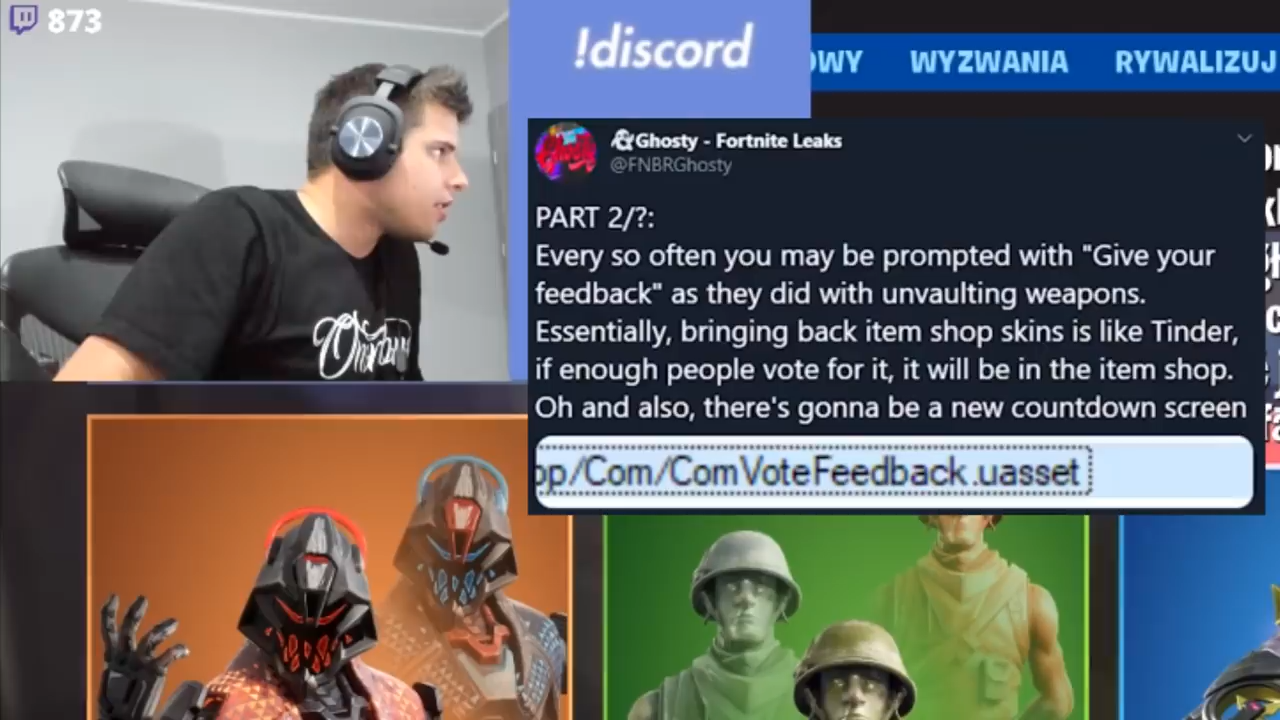 873
!discord
OWY WYZWANIA RYWALIZUJ
Ghosty - Fortnite Leaks
@FNBRGhosty
PART 2/?:
Every so often you may be prompted with "Give your
feedback" as they did with unvaulting weapons.
Essentially, bringing back item shop skins is like Tinder,
if enough people vote for it, it will be in the item shop.
Oh and also, there's gonna be a new countdown screen
op/Com/ComVoteFeedback.uasset